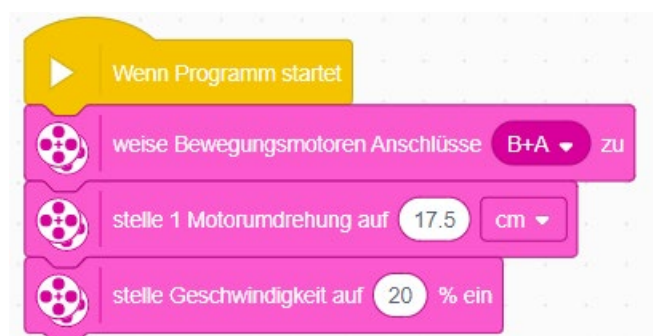 Wenn Programm startet
weise Bewegungsmotoren Anschlüsse B+A zu
stelle 1 Motorumdrehung auf 17.5 cm
stelle Geschwindigkeit auf 20 % ein